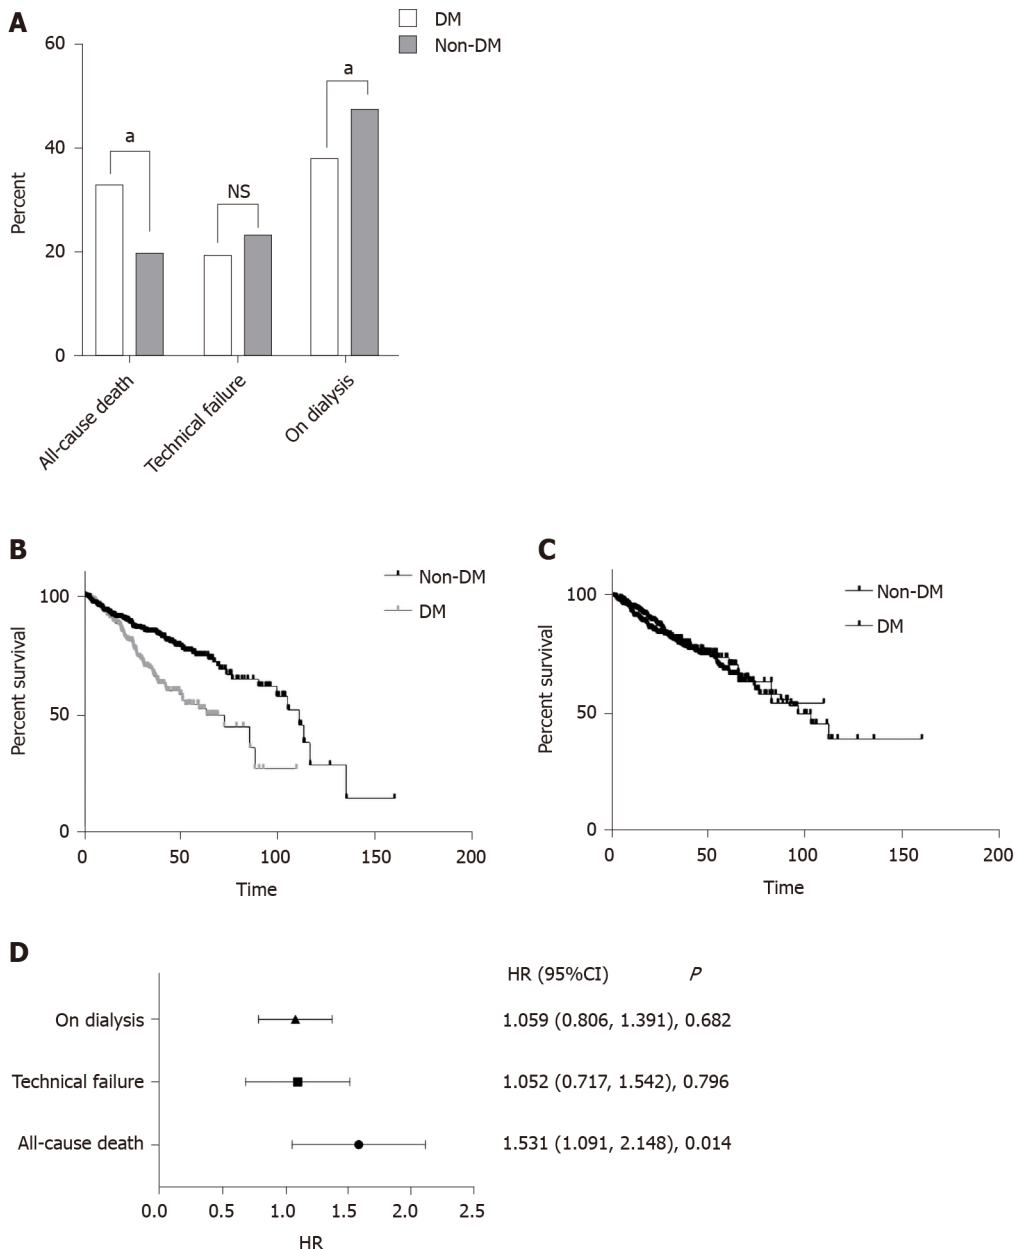 A
DM
Non-DM
60
40
20
0
Percent
a
NS
a
All-cause death
Technical failure
On dialysis
B
Non-DM
DM
100
50
0
Percent survival
0 50 100 150 200
Time
C
Non-DM
DM
100
50
0
Percent survival
0 50 100 150 200
Time
D
HR (95%CI) P
On dialysis 1.059 (0.806, 1.391), 0.682
Technical failure 1.052 (0.717, 1.542), 0.796
All-cause death 1.531 (1.091, 2.148), 0.014
0.0 0.5 1.0 1.5 2.0 2.5
HR